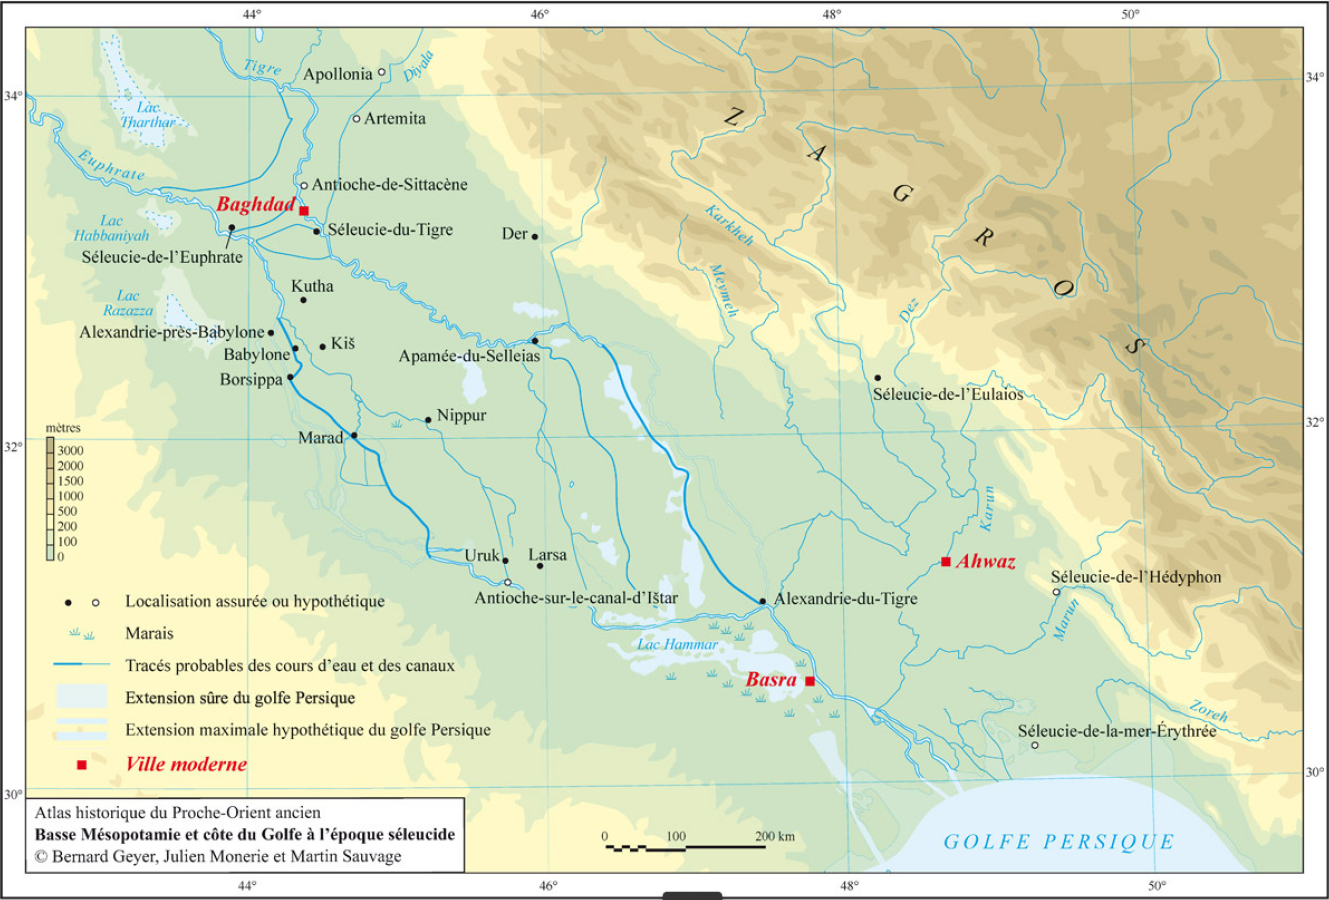 44°
46°
48°
50°
34°
34°
Tigre
Apollonia
Diyala
Làc
Tharthar
Artemita
Z
A
G
R
O
S
Euphrate
Antioche-de-Sittacène
Baghdad
Lac
Habbaniyah
Séleucie-du-Tigre
Der
Karkheh
Séleucie-de-l'Euphrate
Meymeh
Kutha
Lac
Razazza
Dez
Alexandrie-près-Babylone
Kiš
Babylone
Apamée-du-Selleias
Borsippa
Séleucie-de-l'Eulaios
Nippur
Marad
32°
32°
mètres
3000
2000
1500
1000
500
200
100
0
Karun
Uruk
Larsa
Ahwaz
Séleucie-de-l'Hédyphon
Antioche-sur-le-canal-d'Ištar
Alexandrie-du-Tigre
Marun
Lac Hammar
Basra
Zoreh
Séleucie-de-la-mer-Érythrée
Localisation assurée ou hypothétique
Marais
Tracés probables des cours d'eau et des canaux
Extension sûre du golfe Persique
Extension maximale hypothétique du golfe Persique
Ville moderne
30°
30°
Atlas historique du Proche-Orient ancien
Basse Mésopotamie et côte du Golfe à l'époque séleucide
© Bernard Geyer, Julien Monerie et Martin Sauvage
0 100 200 km
GOLFE PERSIQUE
44°
46°
48°
50°